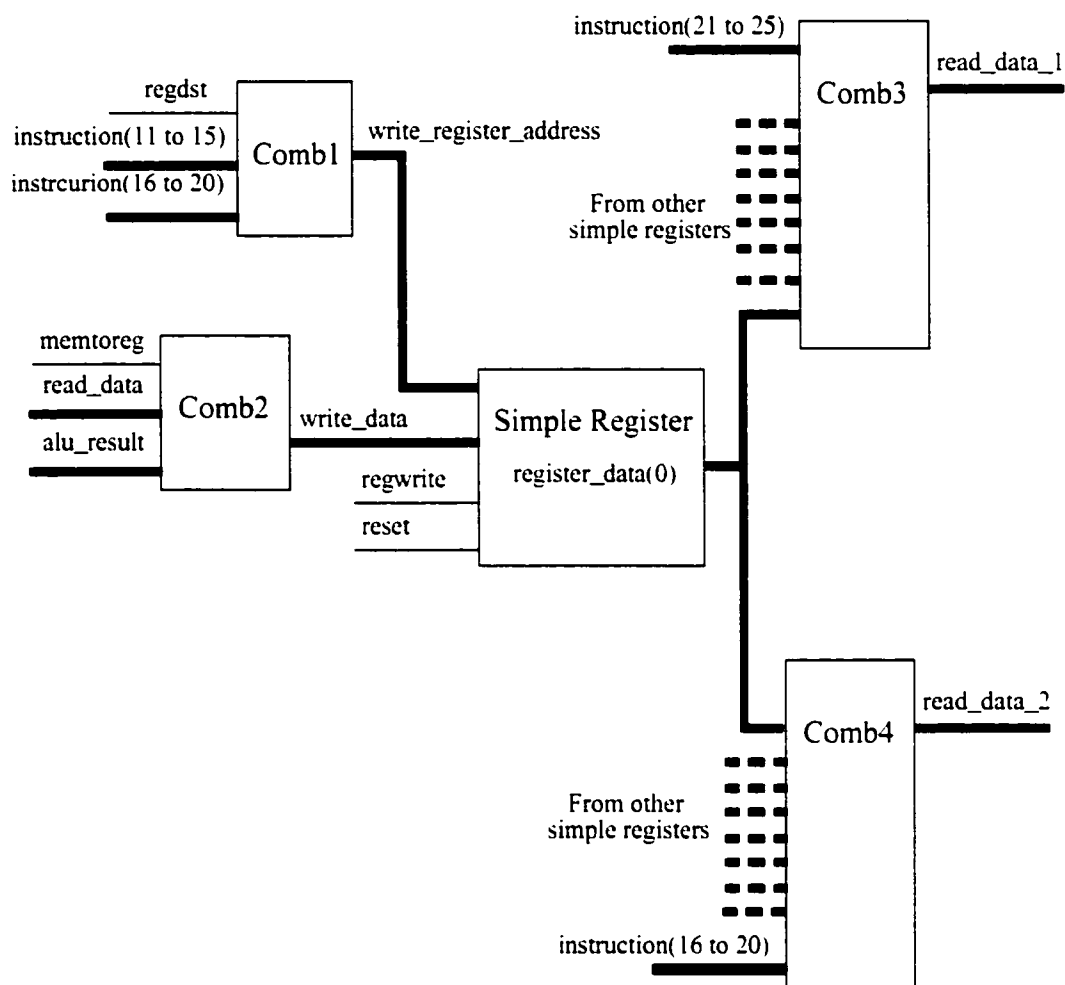 instruction(21 to 25)
read_data_1
Comb3
regdst
instruction(11 to 15)
instrcurion(16 to 20)
Comb1
write_register_address
From other
simple registers
memtoreg
read_data
alu_result
Comb2
write_data
Simple Register
register_data(0)
regwrite
reset
read_data_2
Comb4
From other
simple registers
instruction(16 to 20)